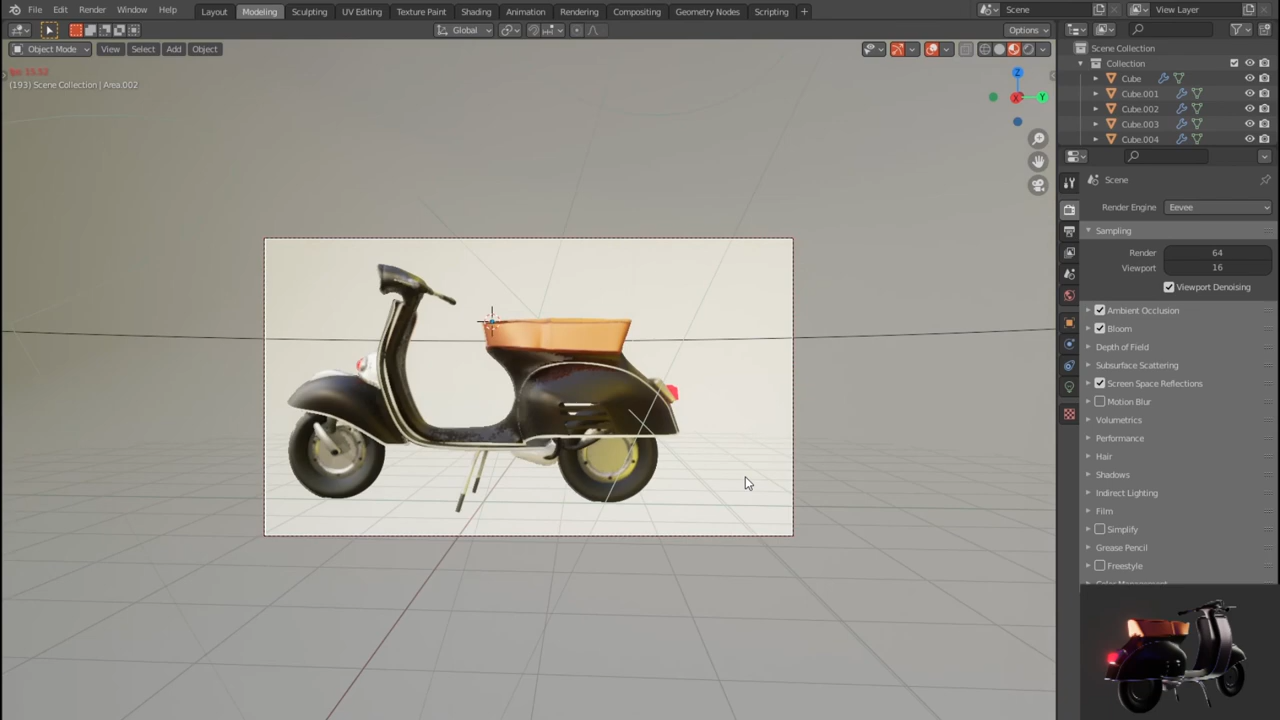 File Edit Render Window Help Layout Modeling Sculpting UV Editing Texture Paint Shading Animation Rendering Compositing Geometry Nodes Scripting + Scene View Layer
Global Options
Object Mode View Select Add Object
Scene Collection
Collection
Cube
Cube.001
Cube.002
Cube.003
Cube.004
(193) Scene Collection | Area.002
Z
X
Y
Scene
Render Engine Eevee
Sampling
Render 64
Viewport 16
Viewport Denoising
Ambient Occlusion
Bloom
Depth of Field
Subsurface Scattering
Screen Space Reflections
Motion Blur
Volumetrics
Performance
Hair
Shadows
Indirect Lighting
Film
Simplify
Grease Pencil
Freestyle